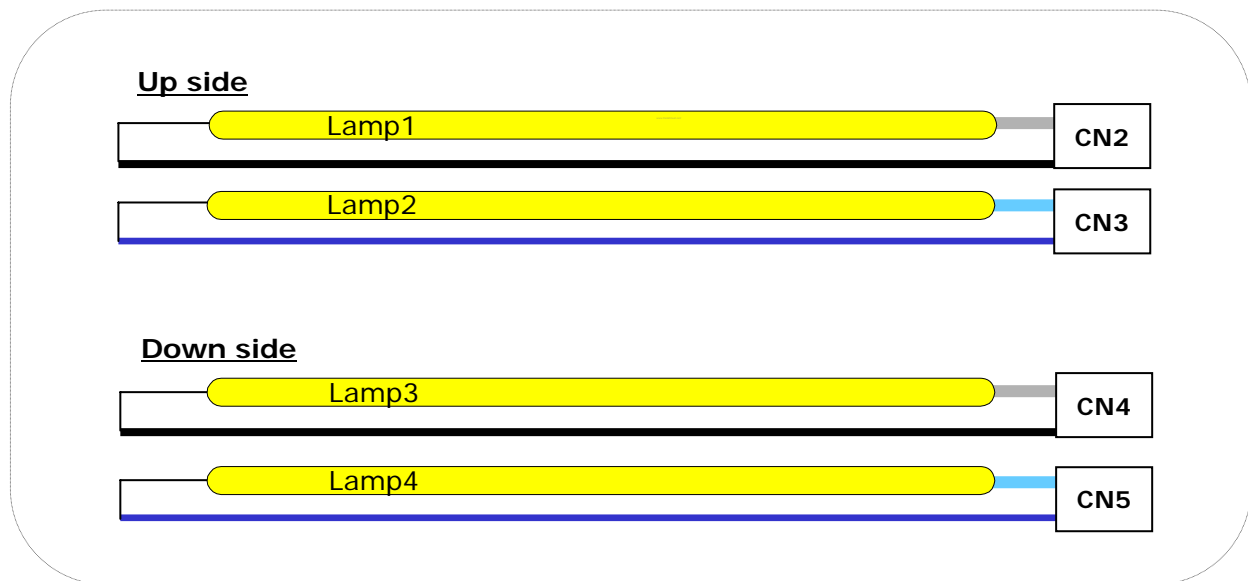 Up side
Lamp1
CN2
Lamp2
CN3
Down side
Lamp3
CN4
Lamp4
CN5